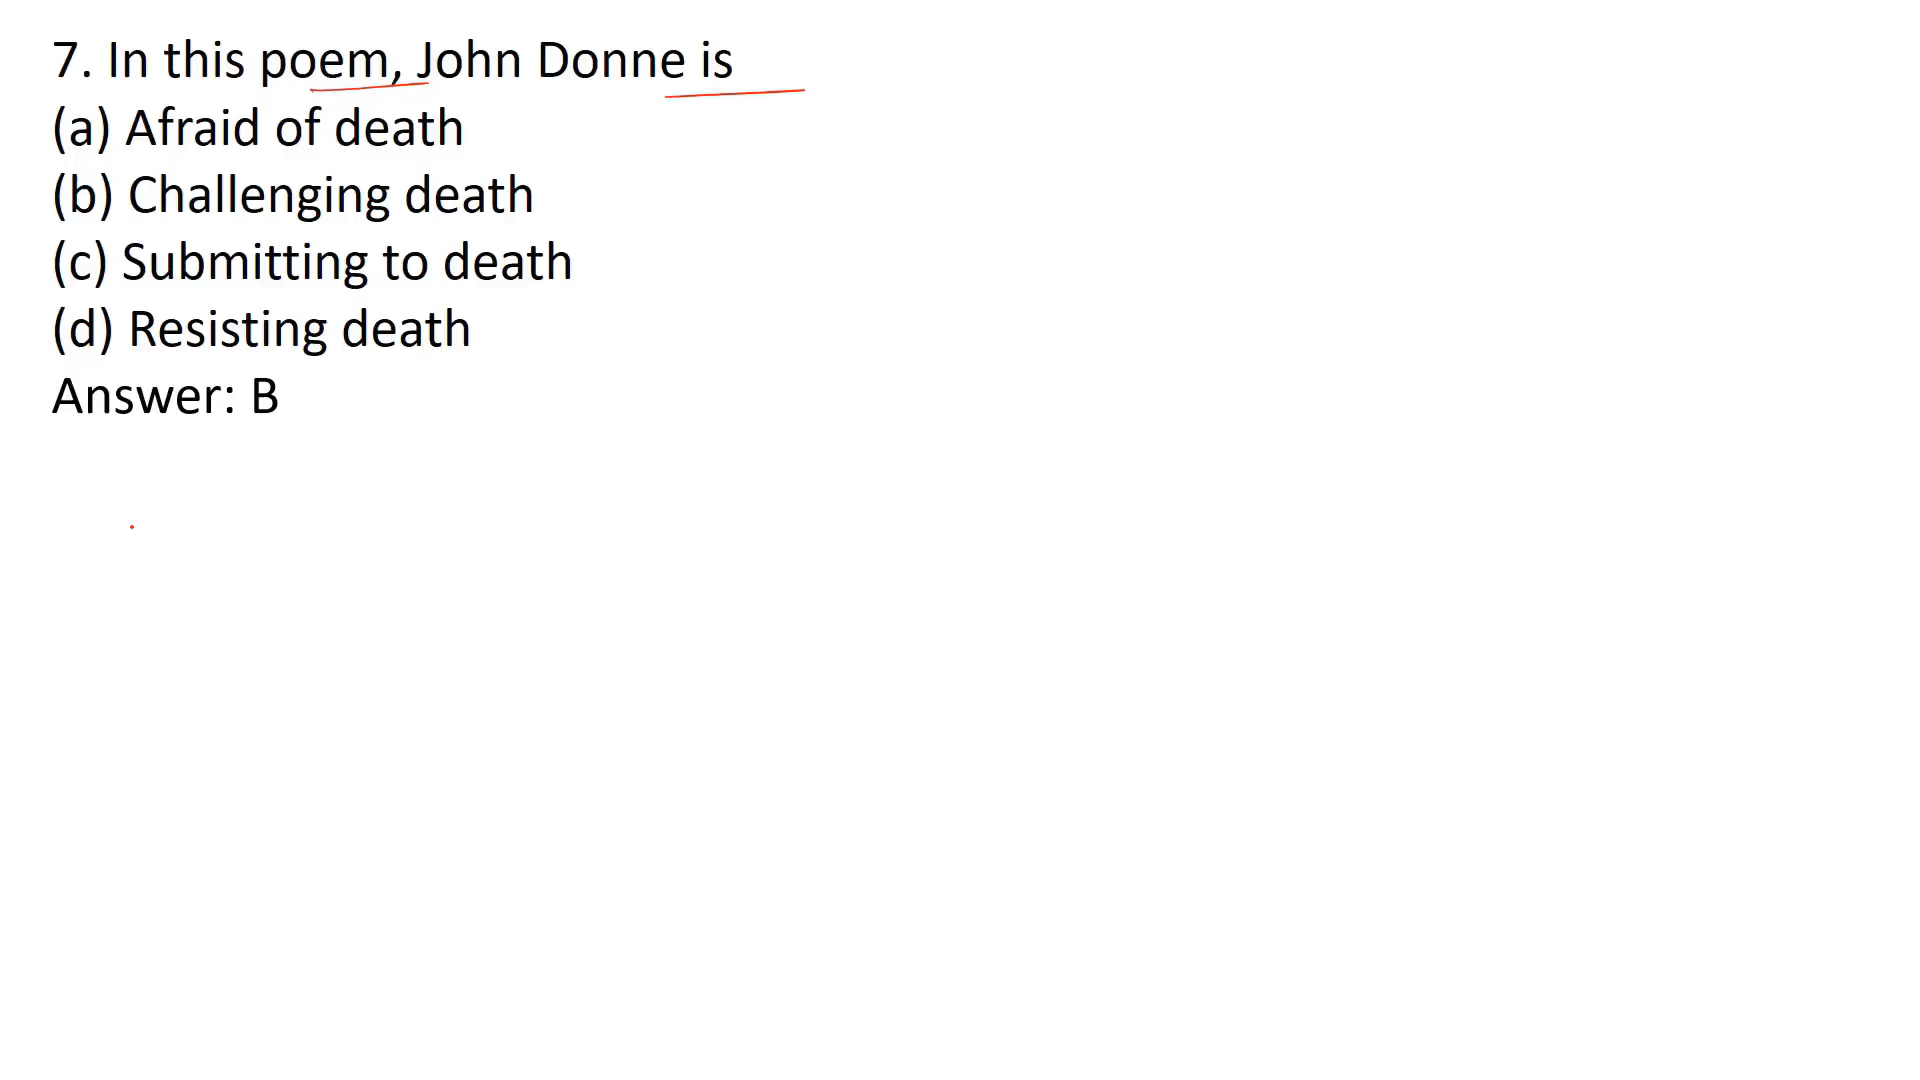 7. In this poem, John Donne is
(a) Afraid of death
(b) Challenging death
(c) Submitting to death
(d) Resisting death
Answer: B